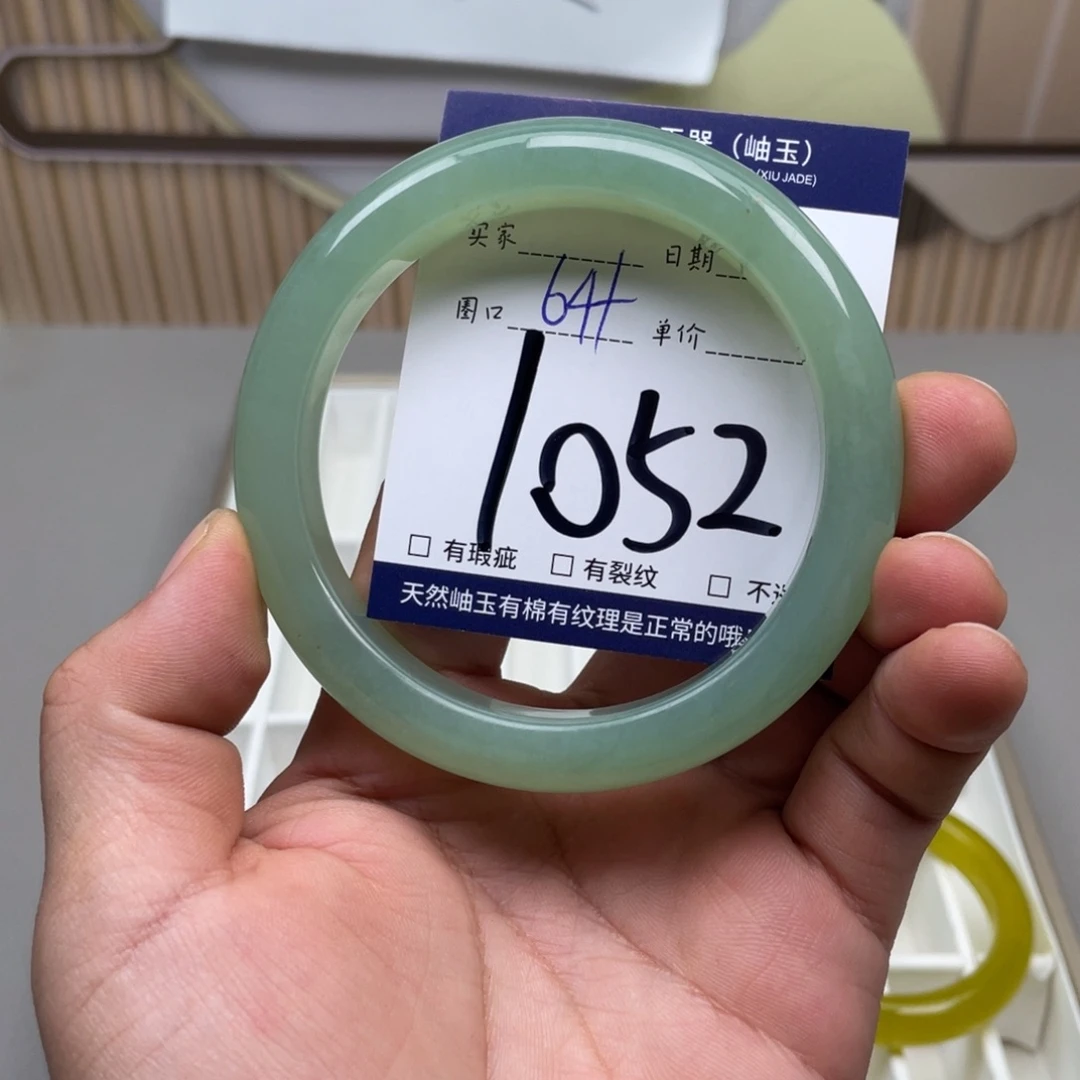 器（岫玉）
(XIU JADE)
买家 日期
圈口 64# 单价
1052
□ 有瑕疵 □ 有裂纹 □ 不
天然岫玉有棉有纹理是正常的哦